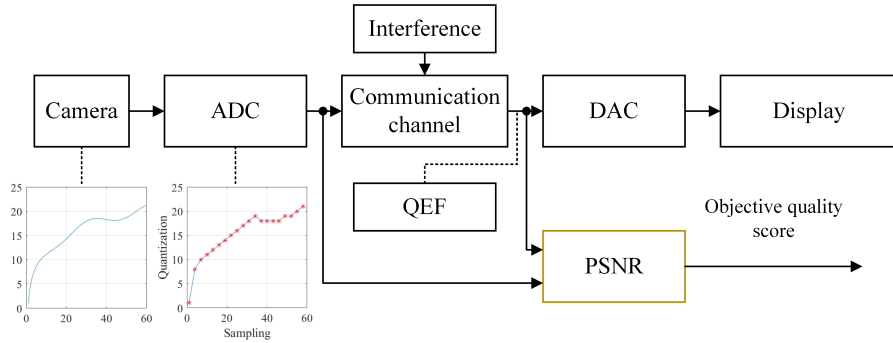 Interference
Camera
ADC
Communication
channel
DAC
Display
QEF
Objective quality
score
PSNR
25
20
15
10
5
0
0
20
40
60
Quantization
25
20
15
10
5
0
0
20
40
60
Sampling